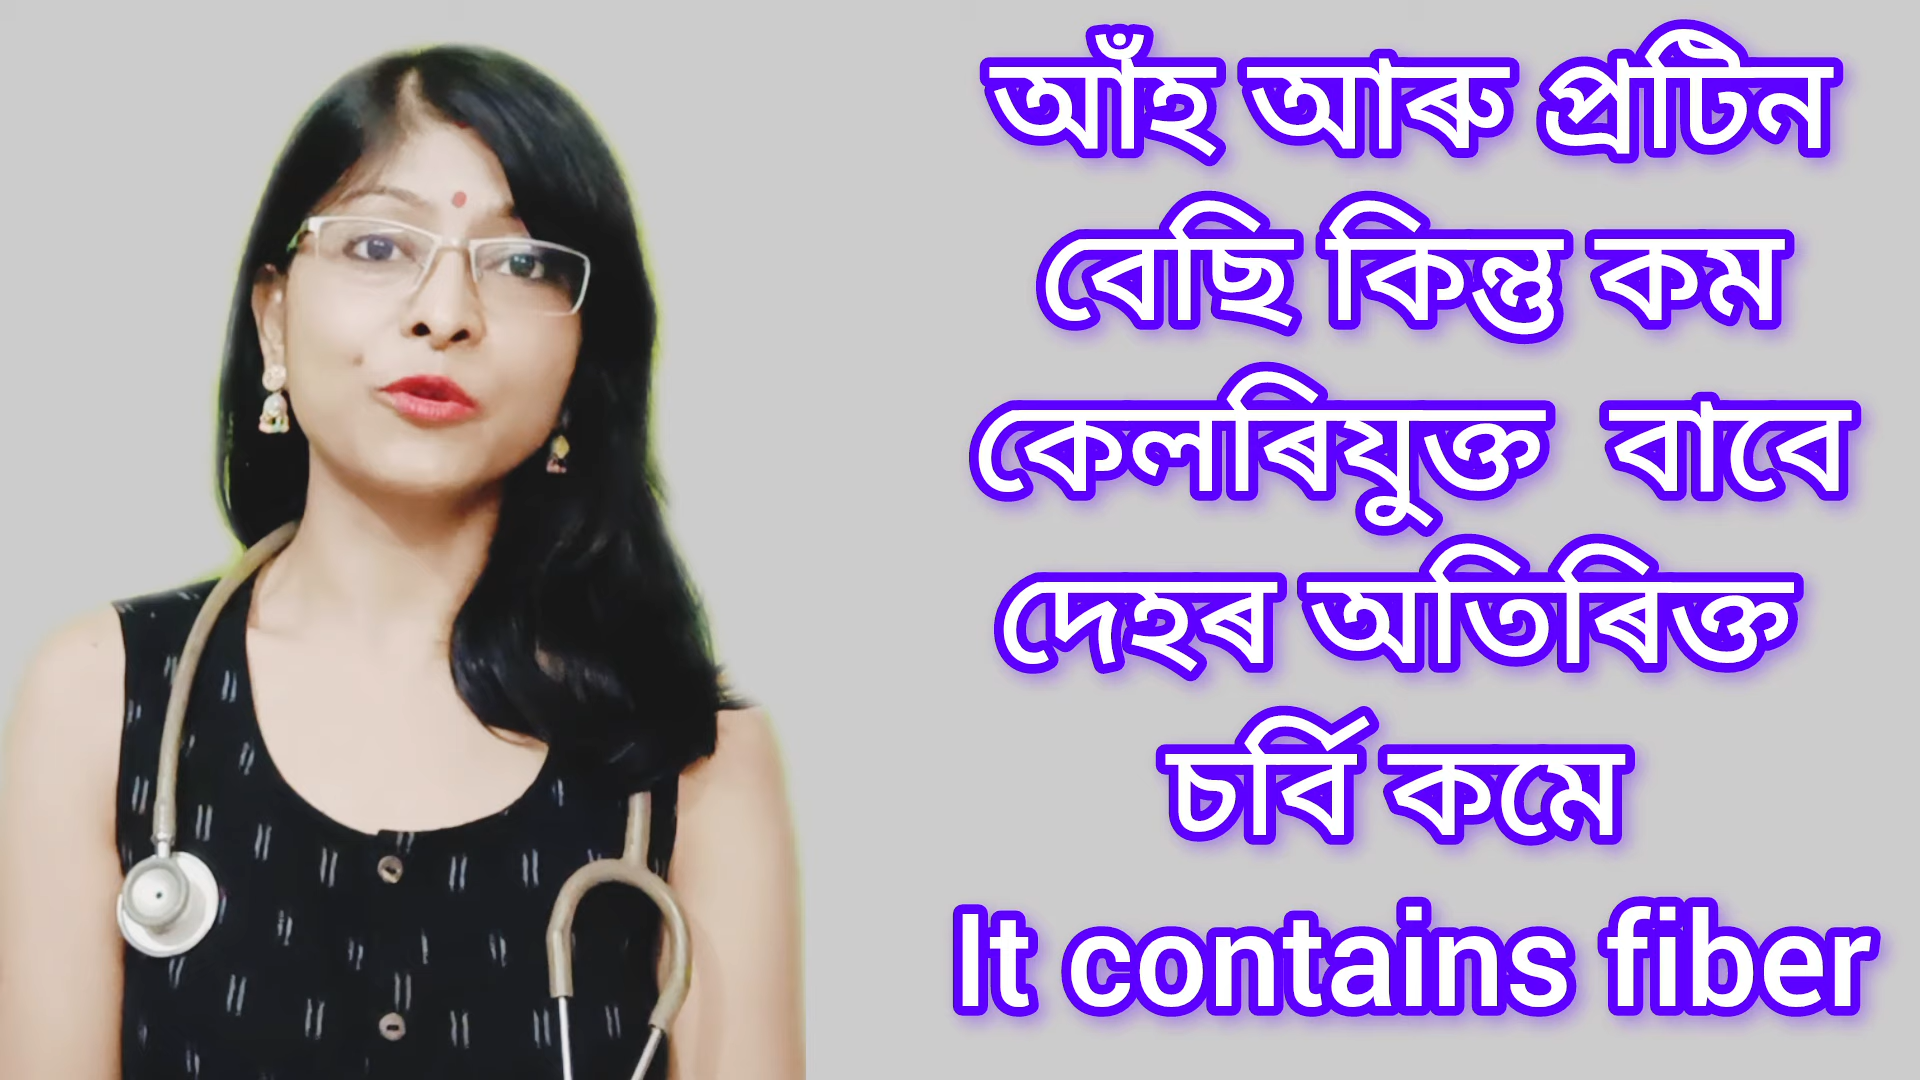 আঁহ আৰু প্ৰটিন
বেছি কিন্তু কম
কেলৰিযুক্ত বাবে
দেহৰ অতিৰিক্ত
চৰ্বি কমে
It contains fiber